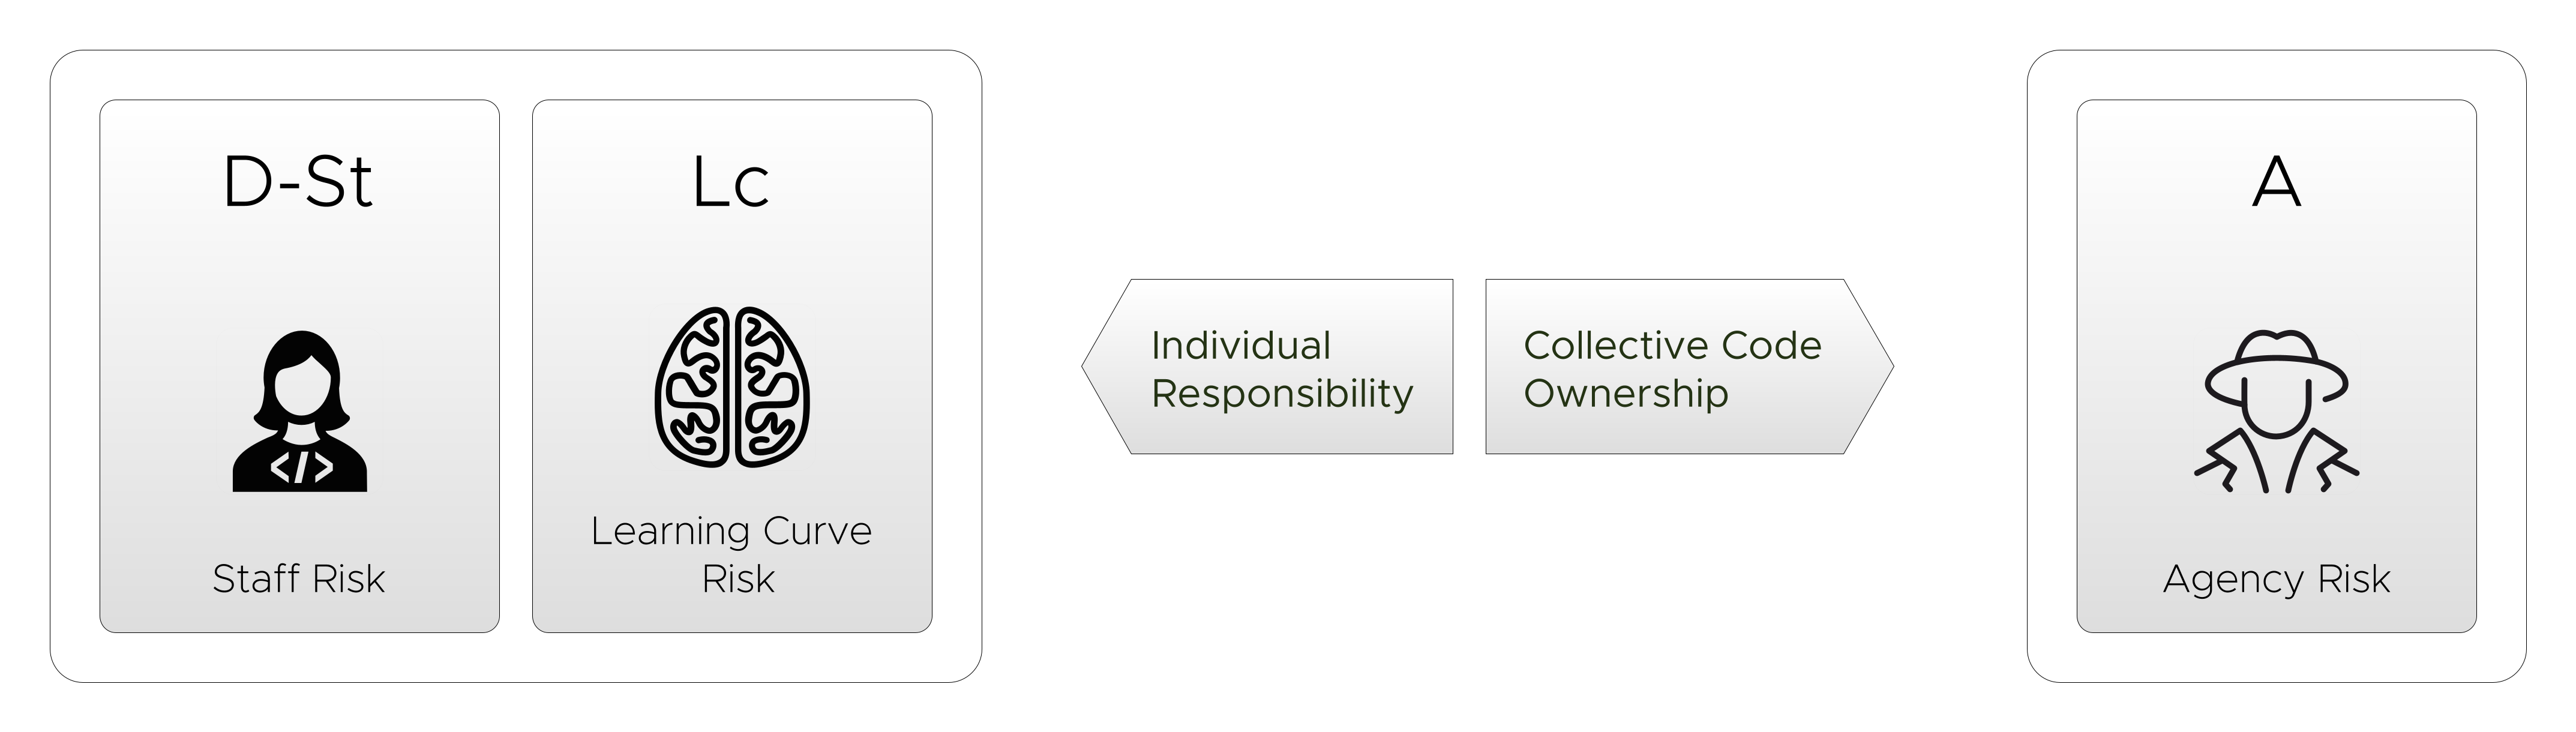 D-St
Staff Risk
Lc
Learning Curve
Risk
Individual
Responsibility
Collective Code
Ownership
A
Agency Risk